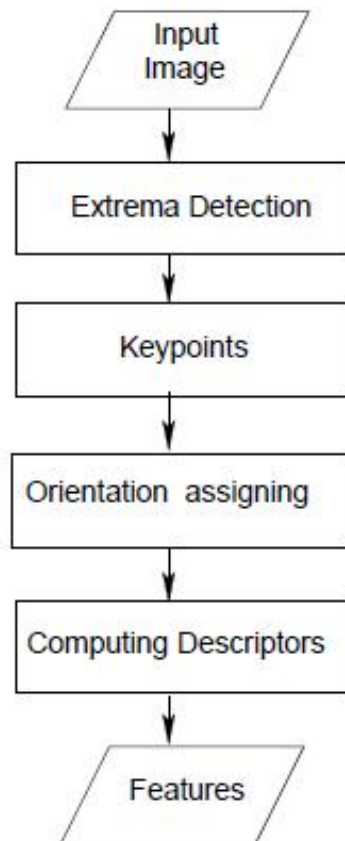 Input
Image
Extrema Detection
Keypoints
Orientation assigning
Computing Descriptors
Features